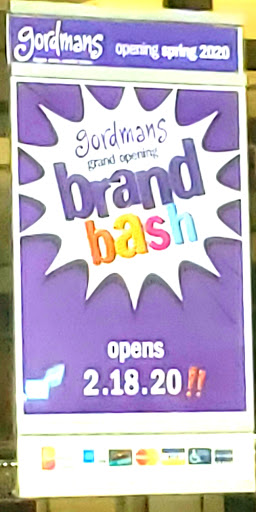 gordmans opening spring 2020
gordmans
grand opening
brand
bash
opens
2.18.20!!